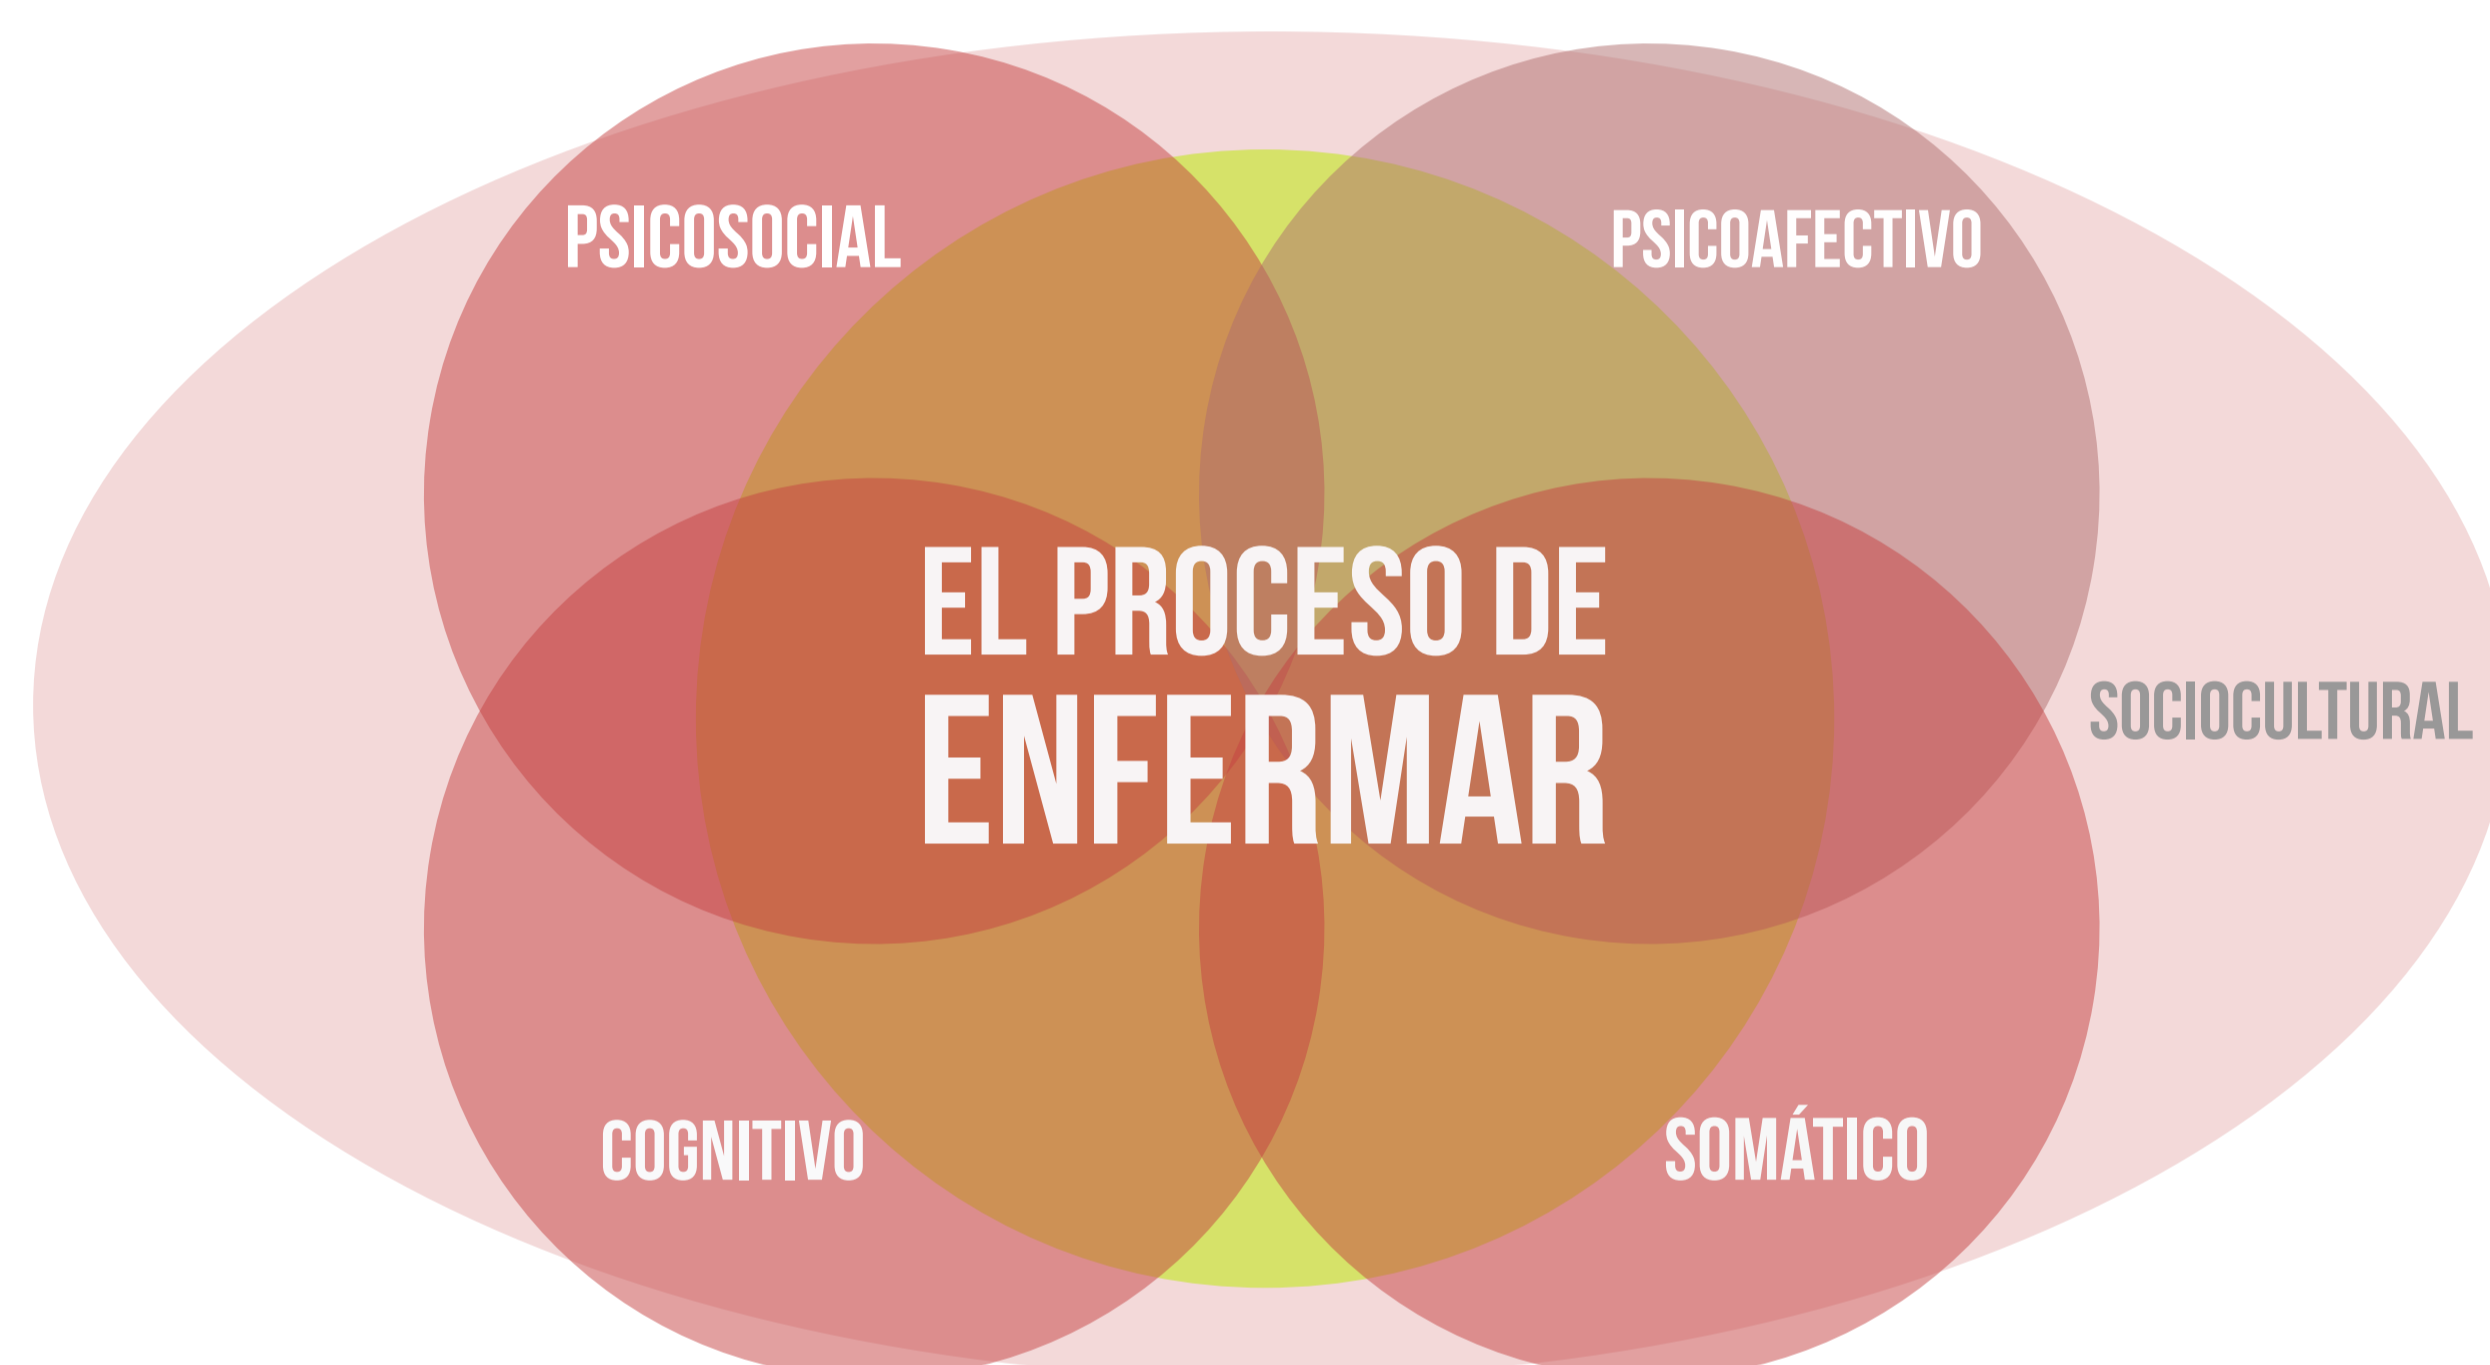 PSICOSOCIAL
PSICOAFECTIVO
EL PROCESO DE
ENFERMAR
SOCIOCULTURAL
COGNITIVO
SOMÁTICO